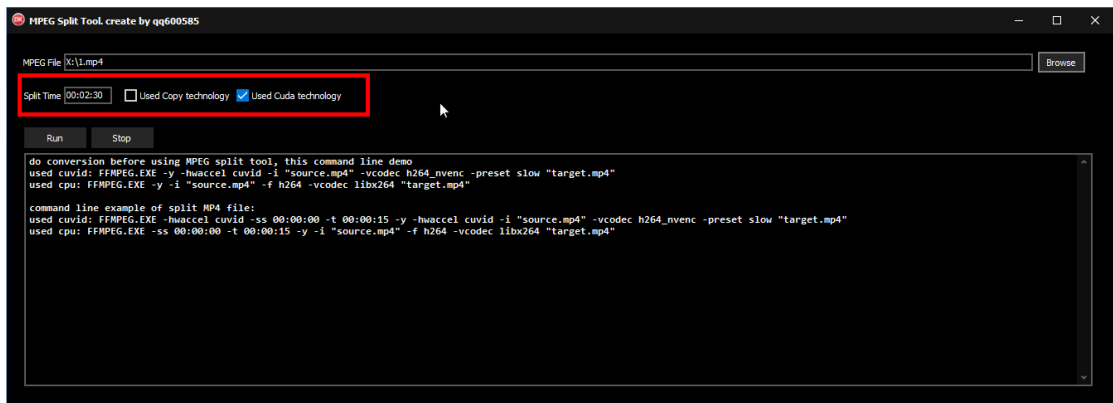 MPEG Split Tool. create by qq600585
MPEG File X:\1.mp4 Browse
Split Time 00:02:30 Used Copy technology Used Cuda technology
Run Stop
do conversion before using MPEG split tool, this command line demo
used cuvid: FFMPEG.EXE -y -hwaccel cuvid -i "source.mp4" -vcodec h264_nvenc -preset slow "target.mp4"
used cpu: FFMPEG.EXE -y -i "source.mp4" -f h264 -vcodec libx264 "target.mp4"
command line example of split MP4 file:
used cuvid: FFMPEG.EXE -hwaccel cuvid -ss 00:00:00 -t 00:00:15 -y -hwaccel cuvid -i "source.mp4" -vcodec h264_nvenc -preset slow "target.mp4"
used cpu: FFMPEG.EXE -ss 00:00:00 -t 00:00:15 -y -i "source.mp4" -f h264 -vcodec libx264 "target.mp4"